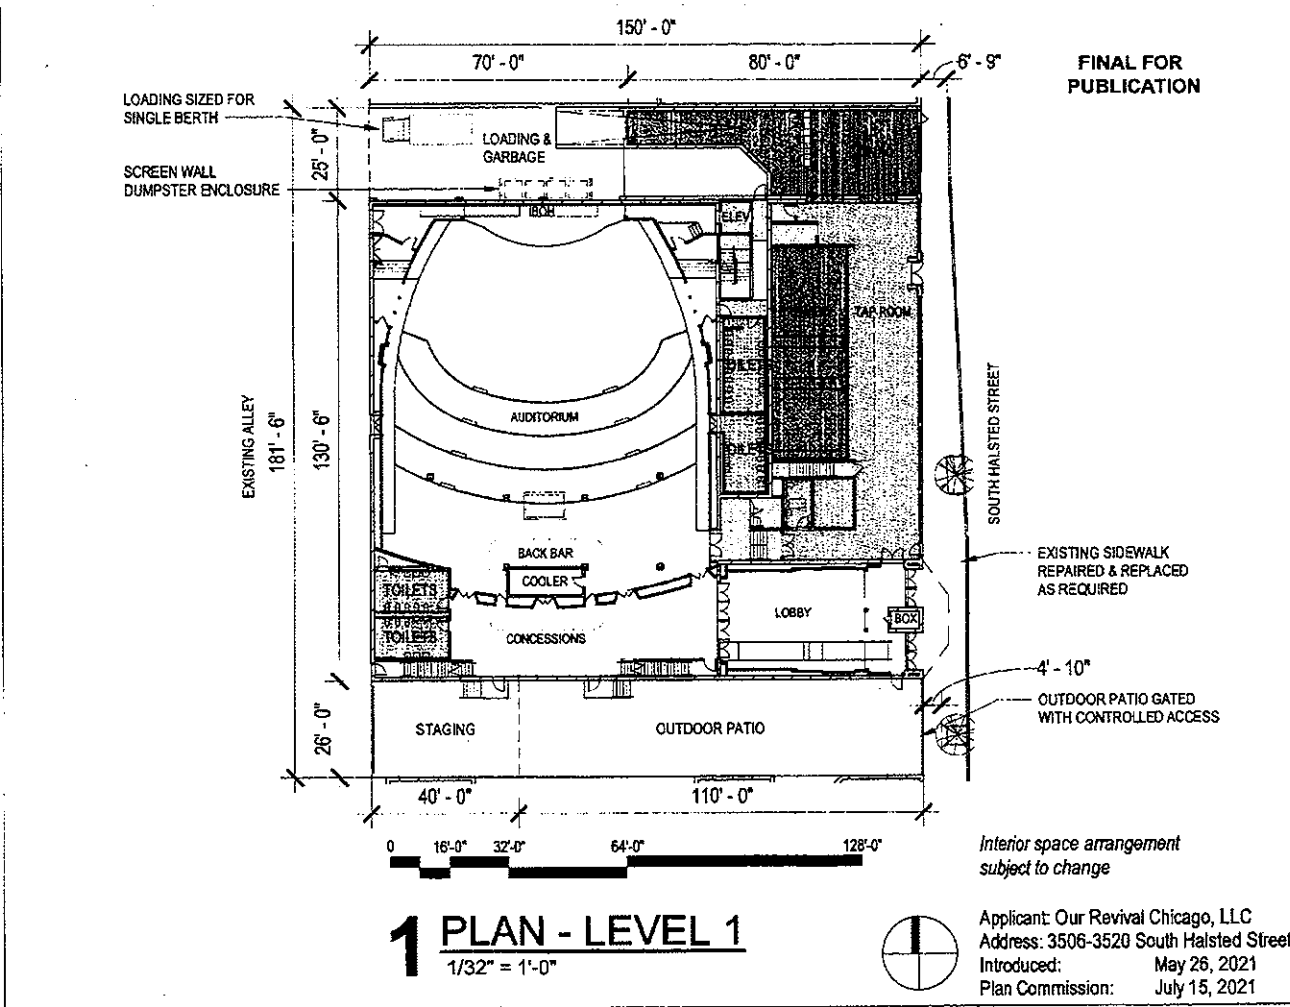 150' - 0"
70' - 0"
80' - 0"
6' - 9"
FINAL FOR
PUBLICATION
LOADING SIZED FOR
SINGLE BERTH
LOADING &
GARBAGE
25' - 0"
SCREEN WALL
DUMPSTER ENCLOSURE
ELEV
TAP ROOM
AUDITORIUM
EXISTING ALLEY
181' - 6"
130' - 6"
SOUTH HALSTED STREET
BACK BAR
COOLER
EXISTING SIDEWALK
REPAIRED & REPLACED
AS REQUIRED
TOILETS
TOILETS
LOBBY
BOX
CONCESSIONS
4' - 10"
OUTDOOR PATIO GATED
WITH CONTROLLED ACCESS
26' - 0"
STAGING
OUTDOOR PATIO
40' - 0"
110' - 0"
0 16'-0" 32'-0" 64'-0" 128'-0"
Interior space arrangement
subject to change
1 PLAN - LEVEL 1
1/32" = 1'-0"
Applicant: Our Revival Chicago, LLC
Address: 3506-3520 South Halsted Street
Introduced: May 26, 2021
Plan Commission: July 15, 2021